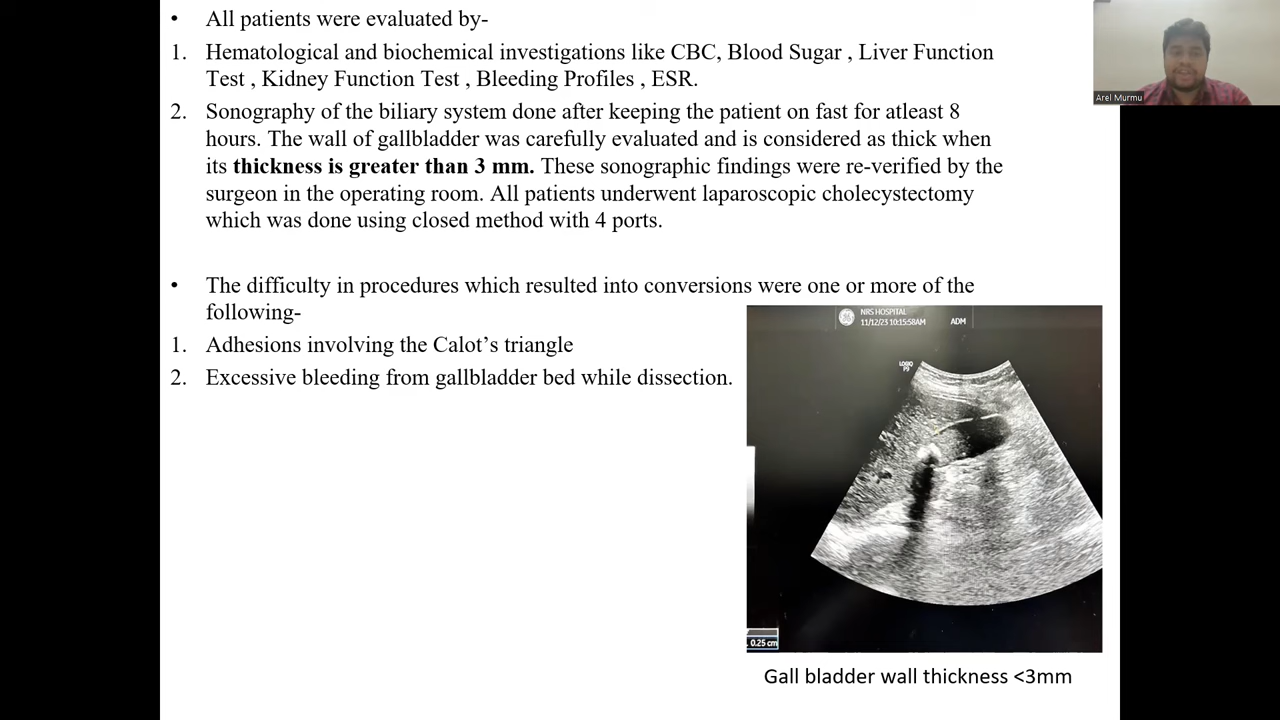 • All patients were evaluated by-
1. Hematological and biochemical investigations like CBC, Blood Sugar , Liver Function
Test , Kidney Function Test , Bleeding Profiles , ESR.
2. Sonography of the biliary system done after keeping the patient on fast for atleast 8
hours. The wall of gallbladder was carefully evaluated and is considered as thick when
its thickness is greater than 3 mm. These sonographic findings were re-verified by the
surgeon in the operating room. All patients underwent laparoscopic cholecystectomy
which was done using closed method with 4 ports.
• The difficulty in procedures which resulted into conversions were one or more of the
following-
1. Adhesions involving the Calot’s triangle
2. Excessive bleeding from gallbladder bed while dissection.
Arel Murmu
NRS HOSPITAL
11/12/23 10:15:58AM ADM
LOGIQ
P9
0.25 cm
Gall bladder wall thickness <3mm